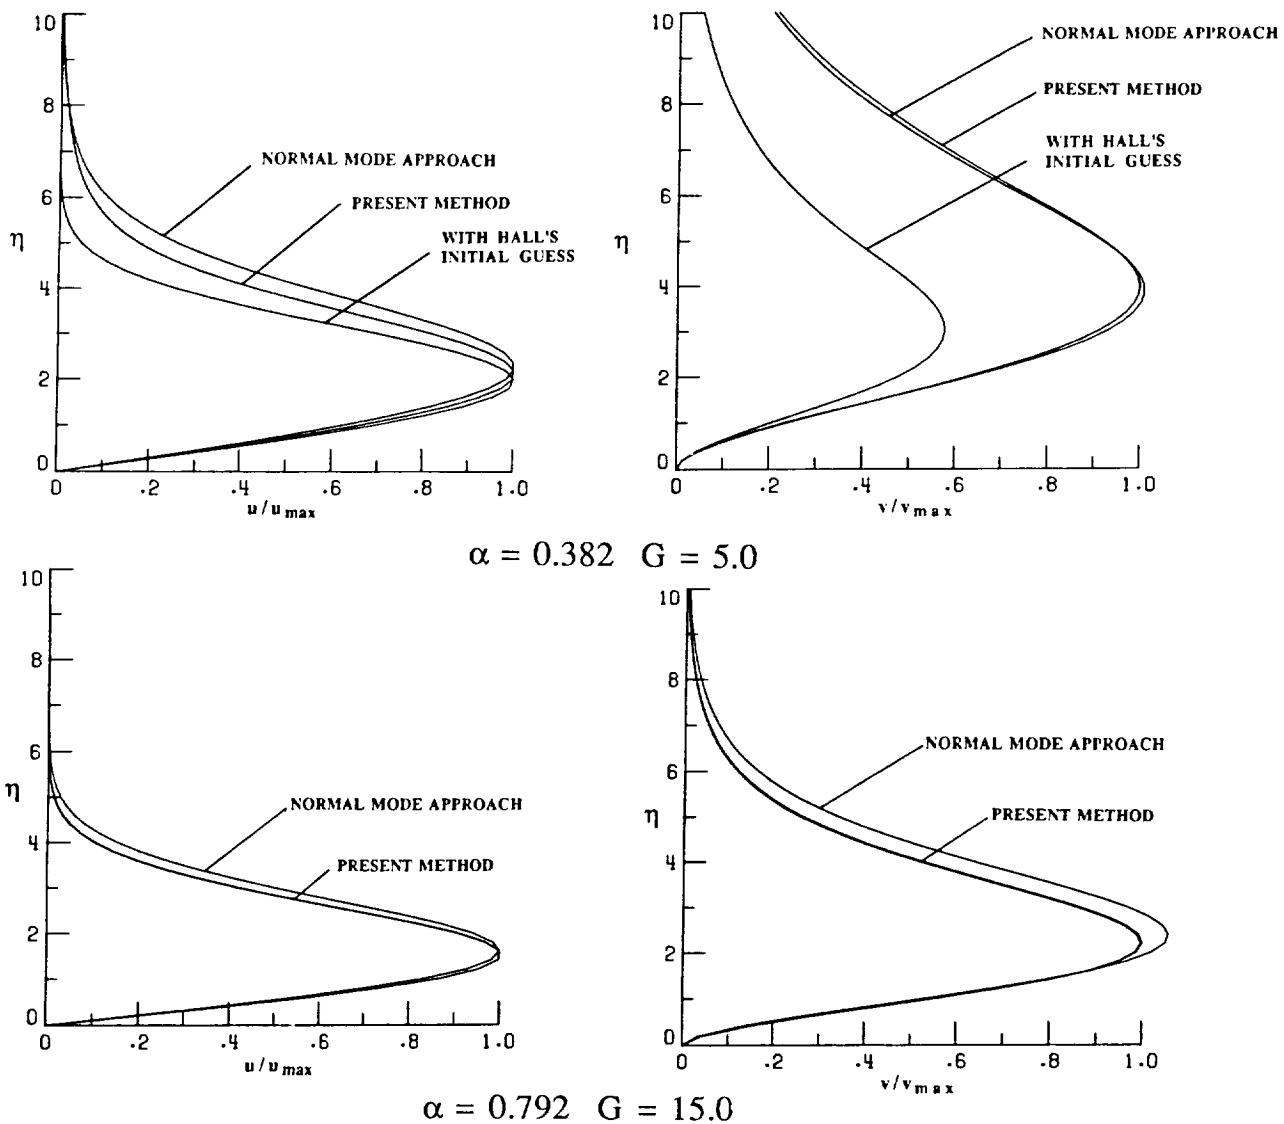 10
8
6
4
2
0
η
NORMAL MODE APPROACH
PRESENT METHOD
WITH HALL'S
INITIAL GUESS
0 .2 .4 .6 .8 1.0
u/u max
10
8
6
4
2
0
η
NORMAL MODE APPROACH
PRESENT METHOD
WITH HALL'S
INITIAL GUESS
0 .2 .4 .6 .8 1.0
v/v max
α = 0.382 G = 5.0
10
8
6
4
2
0
η
NORMAL MODE APPROACH
PRESENT METHOD
0 .2 .4 .6 .8 1.0
u/u max
10
8
6
4
2
0
η
NORMAL MODE APPROACH
PRESENT METHOD
0 .2 .4 .6 .8 1.0
v/v max
α = 0.792 G = 15.0